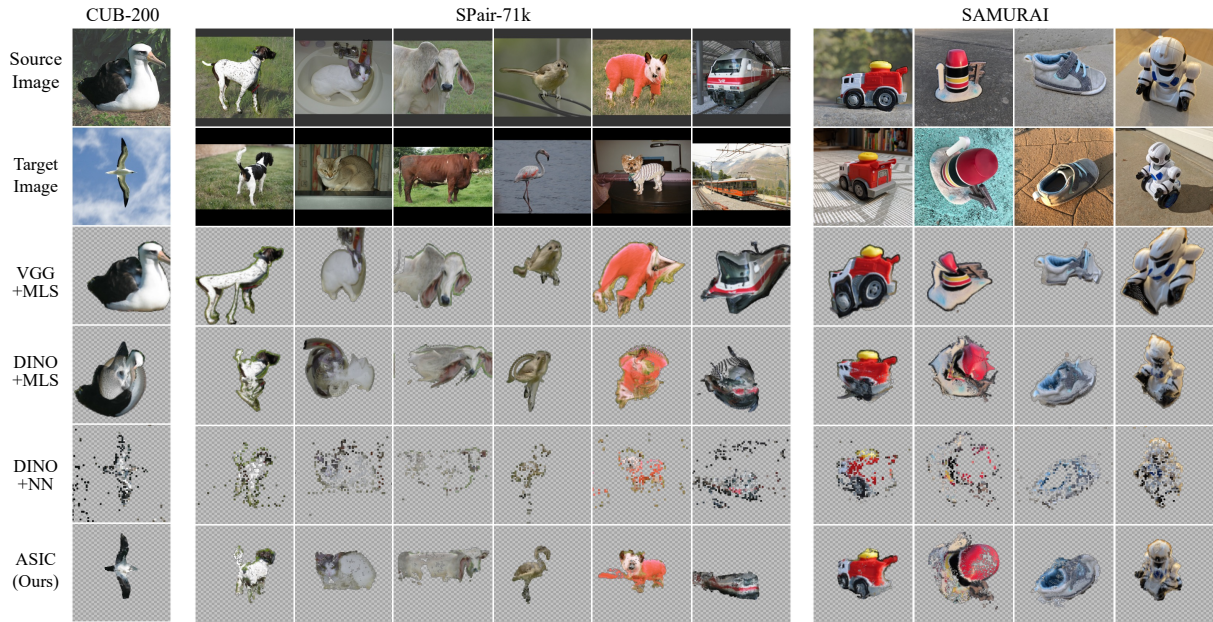 CUB-200
SPair-71k
SAMURAI
Source
Image
Target
Image
VGG
+MLS
DINO
+MLS
DINO
+NN
ASIC
(Ours)